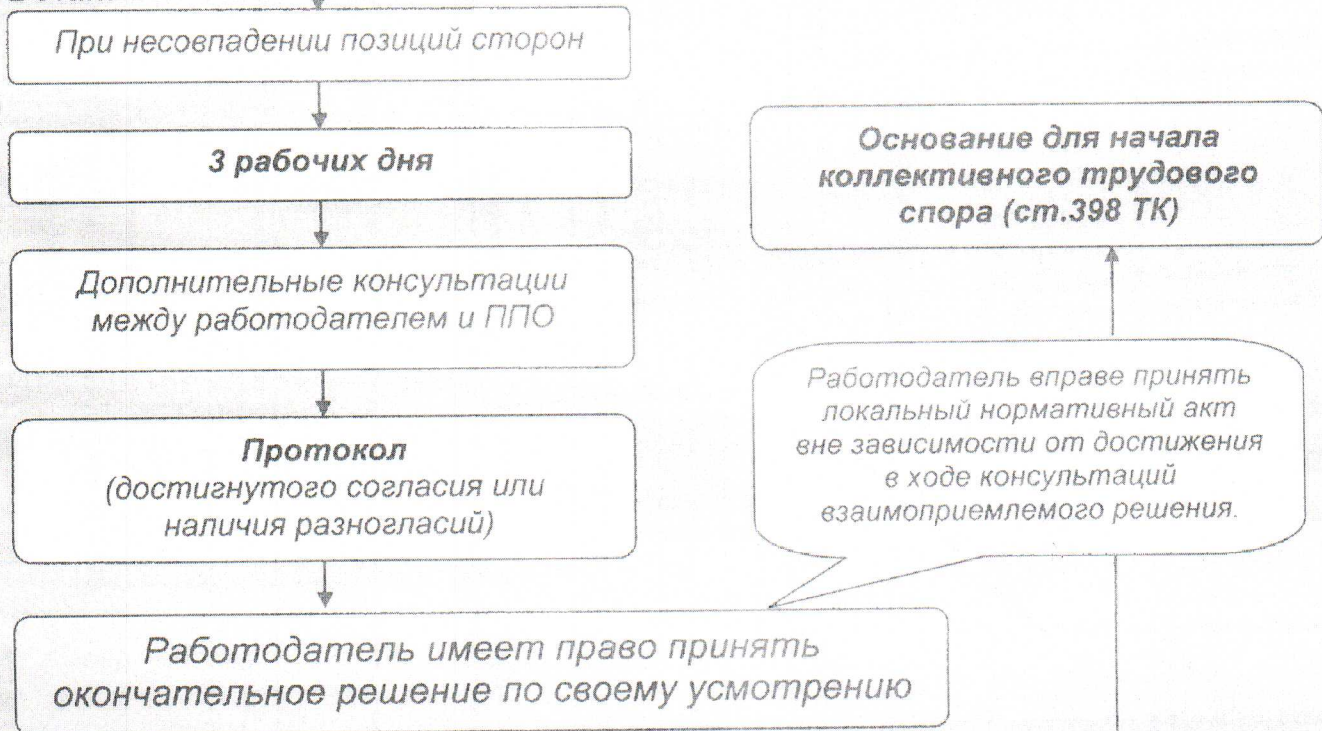 При несовпадении позиций сторон
3 рабочих дня
Дополнительные консультации
между работодателем и ППО
Протокол
(достигнутого согласия или
наличия разногласий)
Работодатель имеет право принять
окончательное решение по своему усмотрению
Основание для начала
коллективного трудового
спора (ст.398 ТК)
Работодатель вправе принять
локальный нормативный акт
вне зависимости от достижения
в ходе консультаций
взаимоприемлемого решения.